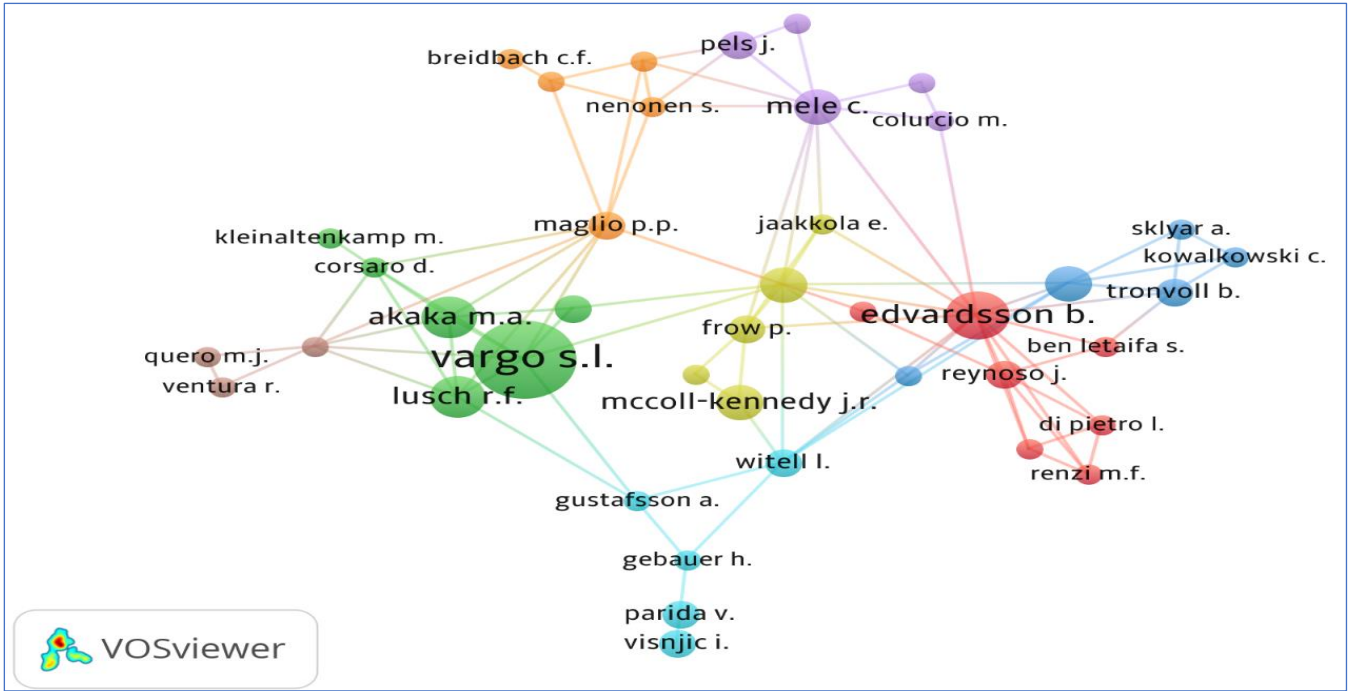 pels j.
breidbach c.f.
nenonen s.
mele c.
colurcio m.
maglio p.p.
jaakkola e.
sklyar a.
kleinaltenkamp m.
kowalkowski c.
corsaro d.
tronvoll b.
akaka m.a.
edvardsson b.
frow p.
ben letaifa s.
quero m.j.
vargo s.l.
reynoso j.
ventura r.
lusch r.f.
mccoll-kennedy j.r.
di pietro l.
witell l.
renzi m.f.
gustafsson a.
gebauer h.
parida v.
visnjic i.
VOSviewer